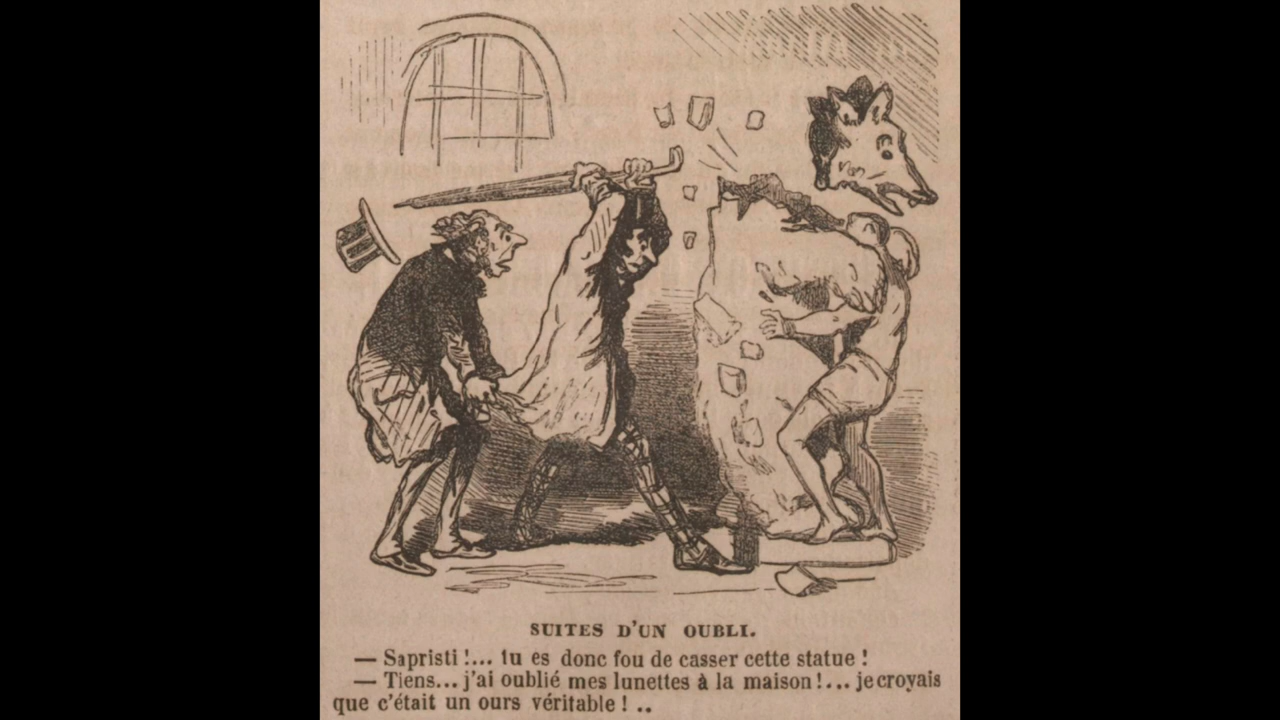 SUITES D'UN OUBLI.
— Sapristi !... tu es donc fou de casser cette statue !
— Tiens... j'ai oublié mes lunettes à la maison !... je croyais
que c'était un ours véritable ! ..